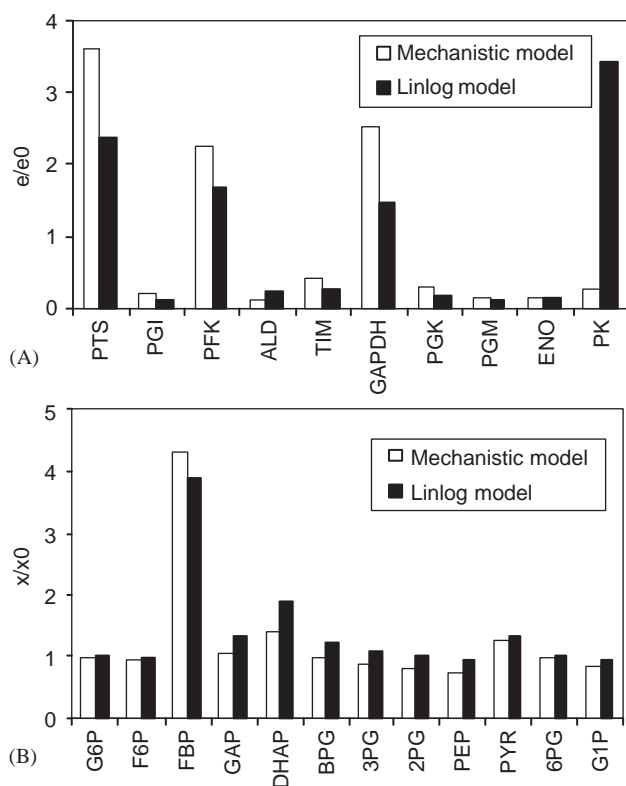 4
Mechanistic model
Linlog model
3
2
1
0
e/e0
PTS
PGI
PFK
ALD
TIM
GAPDH
PGK
PGM
ENO
PK
(A)
5
Mechanistic model
Linlog model
4
3
2
1
0
x/x0
G6P
F6P
FBP
GAP
DHAP
BPG
3PG
2PG
PEP
PYR
6PG
G1P
(B)